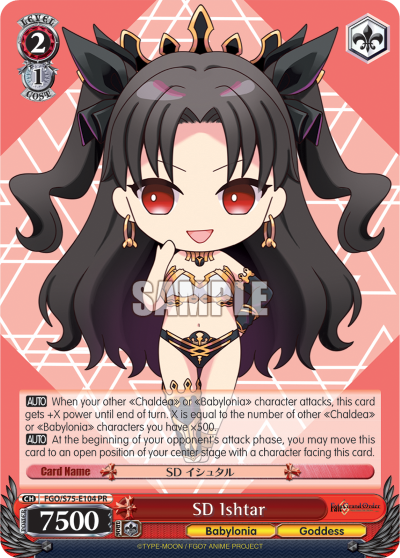 LEVEL
2
1
COST
SAMPLE
AUTO When your other «Chaldea» or «Babylonia» character attacks, this card
gets +X power until end of turn. X is equal to the number of other «Chaldea»
or «Babylonia» characters you have ×500.
AUTO At the beginning of your opponent's attack phase, you may move this
card to an open position of your center stage with a character facing this card.
Card Name SD イシュタル
CH FGO/S75-E104 PR
7500
SD Ishtar
Fate/Grand Order
Babylonia Goddess
©TYPE-MOON / FGO7 ANIME PROJECT